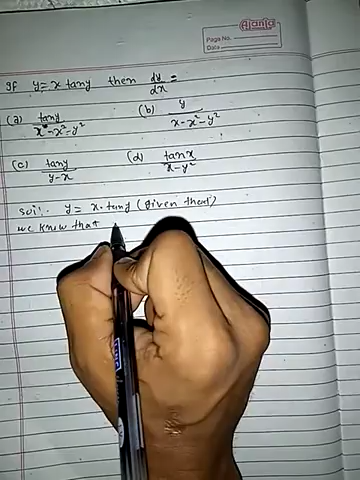 Ajanta
Page No.
Date
If y = x tany then dy/dx =
(a) tany / x - x² - y² (b) y / x - x² - y²
(c) tany / y - x (d) tanx / x - y²
Sol: y = x · tany (given that)
we know that